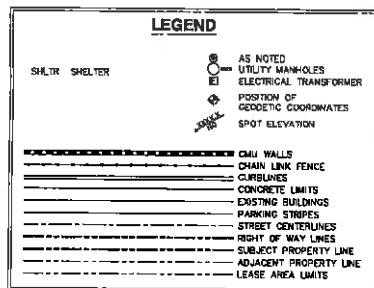 LEGEND
SHLTR SHELTER
AS NOTED
UTILITY MANHOLES
ELECTRICAL TRANSFORMER
POSITION OF
GEODETIC COORDINATES
SPOT ELEVATION
CMU WALLS
CHAIN LINK FENCE
CURBLINES
CONCRETE LIMITS
EXISTING BUILDINGS
PARKING STRIPES
STREET CENTERLINES
RIGHT OF WAY LINES
SUBJECT PROPERTY LINE
ADJACENT PROPERTY LINE
LEASE AREA LIMITS